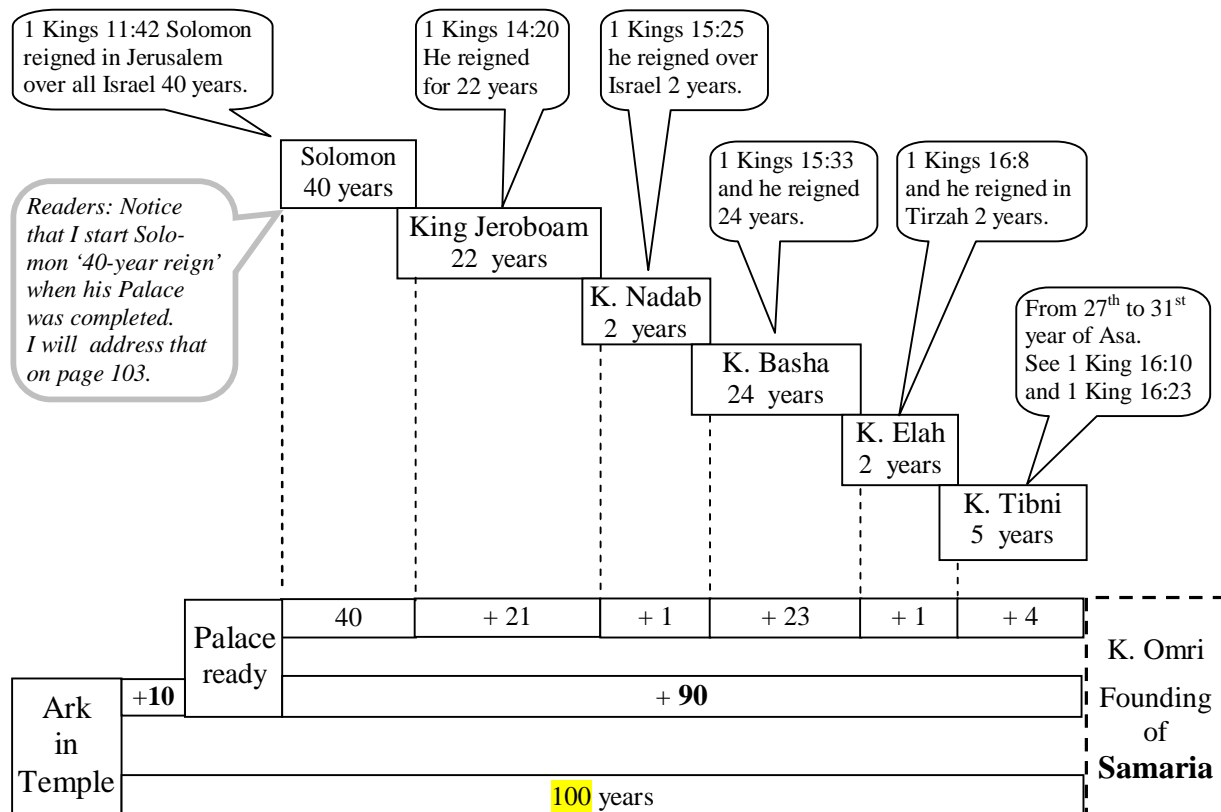 1 Kings 11:42 Solomon
reigned in Jerusalem
over all Israel 40 years.
1 Kings 14:20
He reigned
for 22 years
1 Kings 15:25
he reigned over
Israel 2 years.
Solomon
40 years
1 Kings 15:33
and he reigned
24 years.
1 Kings 16:8
and he reigned in
Tirzah 2 years.
Readers: Notice
that I start Solo-
mon ‘40-year reign’
when his Palace
was completed.
I will address that
on page 103.
King Jeroboam
22 years
K. Nadab
2 years
From 27th to 31st
year of Asa.
See 1 King 16:10
and 1 King 16:23
K. Basha
24 years
K. Elah
2 years
K. Tibni
5 years
Palace
ready
40
+ 21
+ 1
+ 23
+ 1
+ 4
K. Omri
Founding
of
Samaria
Ark
in
Temple
+10
+ 90
100 years